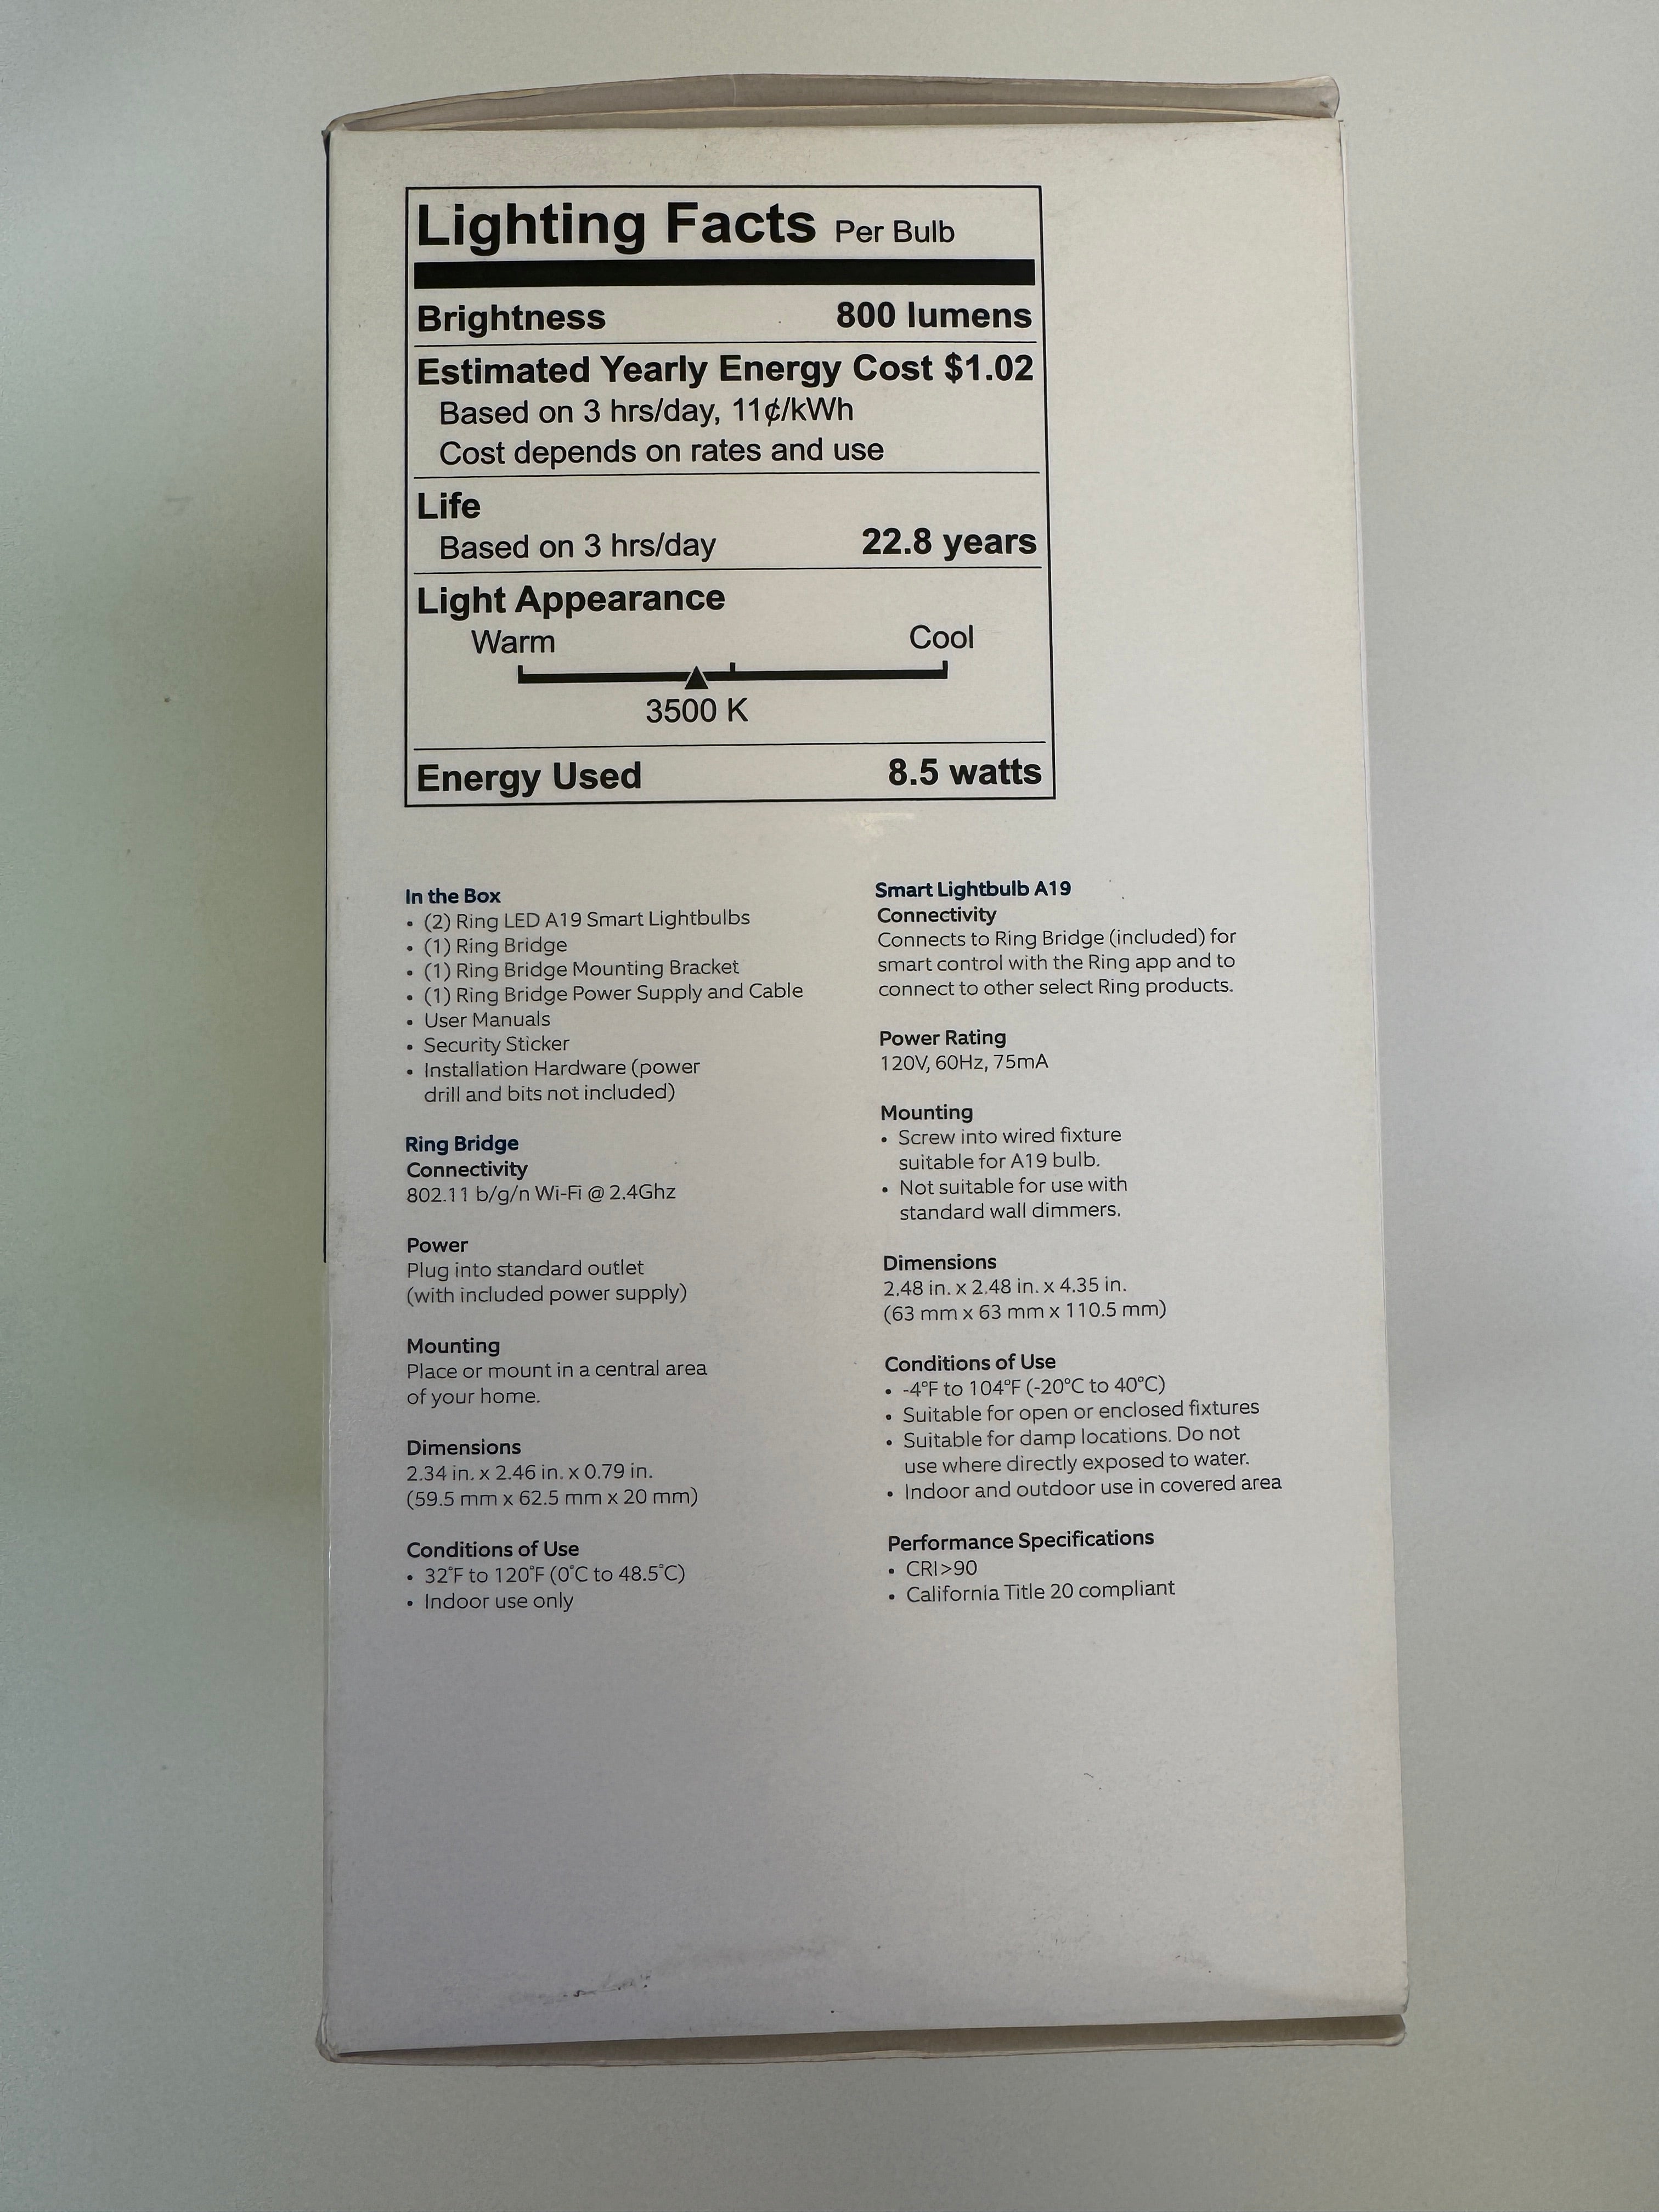 Lighting Facts Per Bulb
Brightness 800 lumens
Estimated Yearly Energy Cost $1.02
Based on 3 hrs/day, 11¢/kWh
Cost depends on rates and use
Life
Based on 3 hrs/day 22.8 years
Light Appearance
Warm Cool
3500 K
Energy Used 8.5 watts
In the Box
• (2) Ring LED A19 Smart Lightbulbs
• (1) Ring Bridge
• (1) Ring Bridge Mounting Bracket
• (1) Ring Bridge Power Supply and Cable
• User Manuals
• Security Sticker
• Installation Hardware (power
drill and bits not included)
Ring Bridge
Connectivity
802.11 b/g/n Wi-Fi @ 2.4Ghz
Power
Plug into standard outlet
(with included power supply)
Mounting
Place or mount in a central area
of your home.
Dimensions
2.34 in. x 2.46 in. x 0.79 in.
(59.5 mm x 62.5 mm x 20 mm)
Conditions of Use
• 32°F to 120°F (0°C to 48.5°C)
• Indoor use only
Smart Lightbulb A19
Connectivity
Connects to Ring Bridge (included) for
smart control with the Ring app and to
connect to other select Ring products.
Power Rating
120V, 60Hz, 75mA
Mounting
• Screw into wired fixture
suitable for A19 bulb.
• Not suitable for use with
standard wall dimmers.
Dimensions
2.48 in. x 2.48 in. x 4.35 in.
(63 mm x 63 mm x 110.5 mm)
Conditions of Use
• -4°F to 104°F (-20°C to 40°C)
• Suitable for open or enclosed fixtures
• Suitable for damp locations. Do not
use where directly exposed to water.
• Indoor and outdoor use in covered area
Performance Specifications
• CRI>90
• California Title 20 compliant